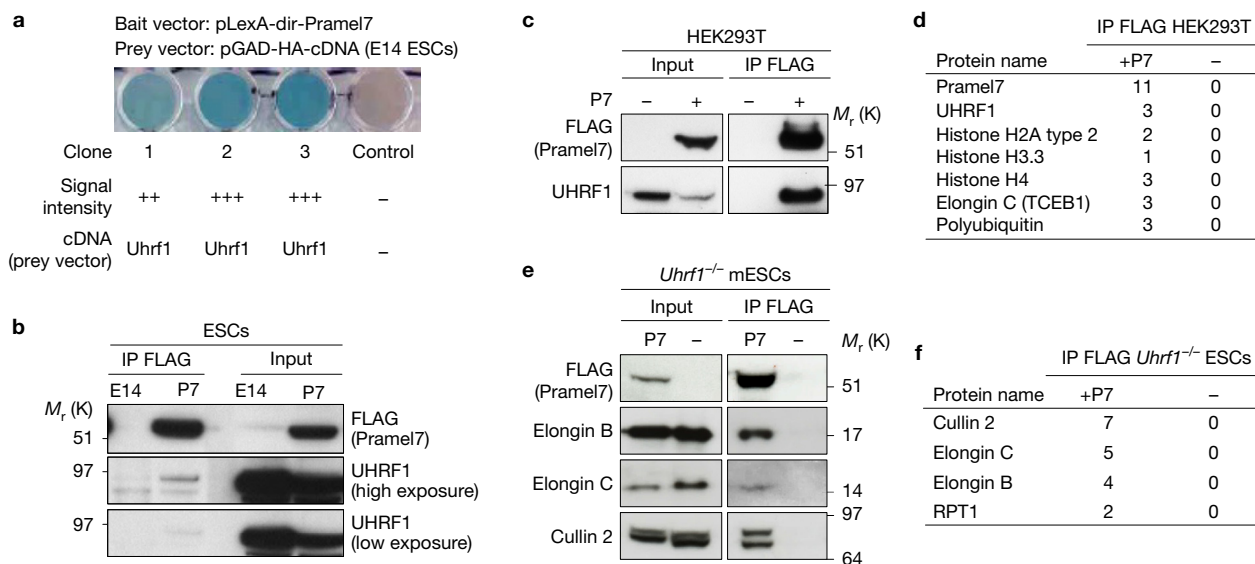 a
Bait vector: pLexA-dir-Pramel7
Prey vector: pGAD-HA-cDNA (E14 ESCs)
Clone 1 2 3 Control
Signal intensity ++ +++ +++ –
cDNA (prey vector) Uhrf1 Uhrf1 Uhrf1 –
b
ESCs
IP FLAG Input
E14 P7 E14 P7
Mr (K)
51 FLAG (Pramel7)
97 UHRF1 (high exposure)
97 UHRF1 (low exposure)
c
HEK293T
Input IP FLAG
P7 – + – + Mr (K)
FLAG (Pramel7) 51
UHRF1 97
d
IP FLAG HEK293T
Protein name +P7 –
Pramel7 11 0
UHRF1 3 0
Histone H2A type 2 2 0
Histone H3.3 1 0
Histone H4 3 0
Elongin C (TCEB1) 3 0
Polyubiquitin 3 0
e
Uhrf1–/– mESCs
Input IP FLAG
P7 – P7 – Mr (K)
FLAG (Pramel7) 51
Elongin B 17
Elongin C 14
Cullin 2 97
64
f
IP FLAG Uhrf1–/– ESCs
Protein name +P7 –
Cullin 2 7 0
Elongin C 5 0
Elongin B 4 0
RPT1 2 0